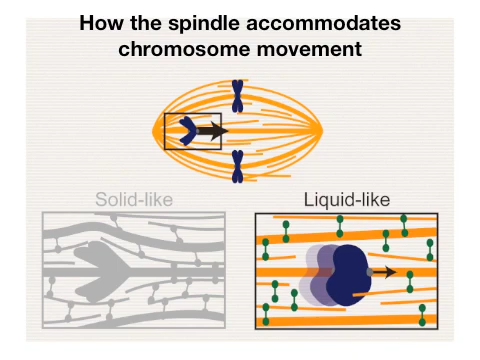 How the spindle accommodates
chromosome movement
Solid-like
Liquid-like